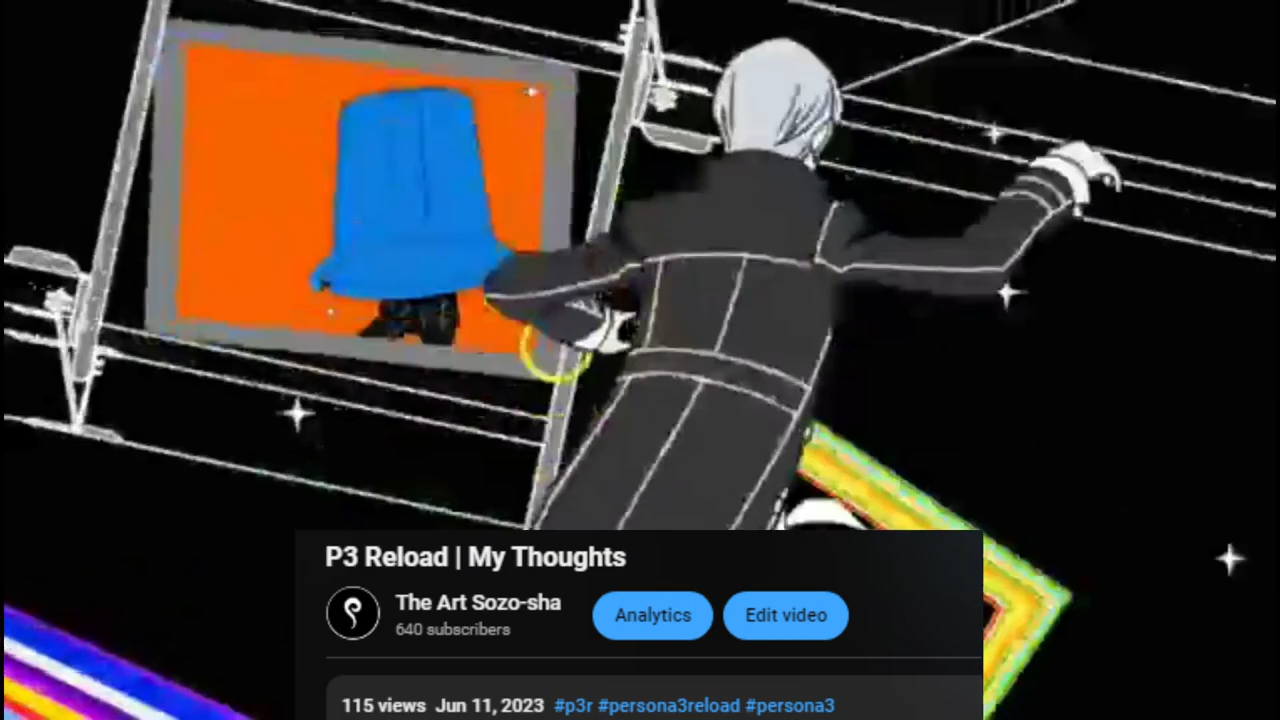 P3 Reload | My Thoughts
The Art Sozo-sha
640 subscribers
Analytics
Edit video
115 views Jun 11, 2023 #p3r #persona3reload #persona3